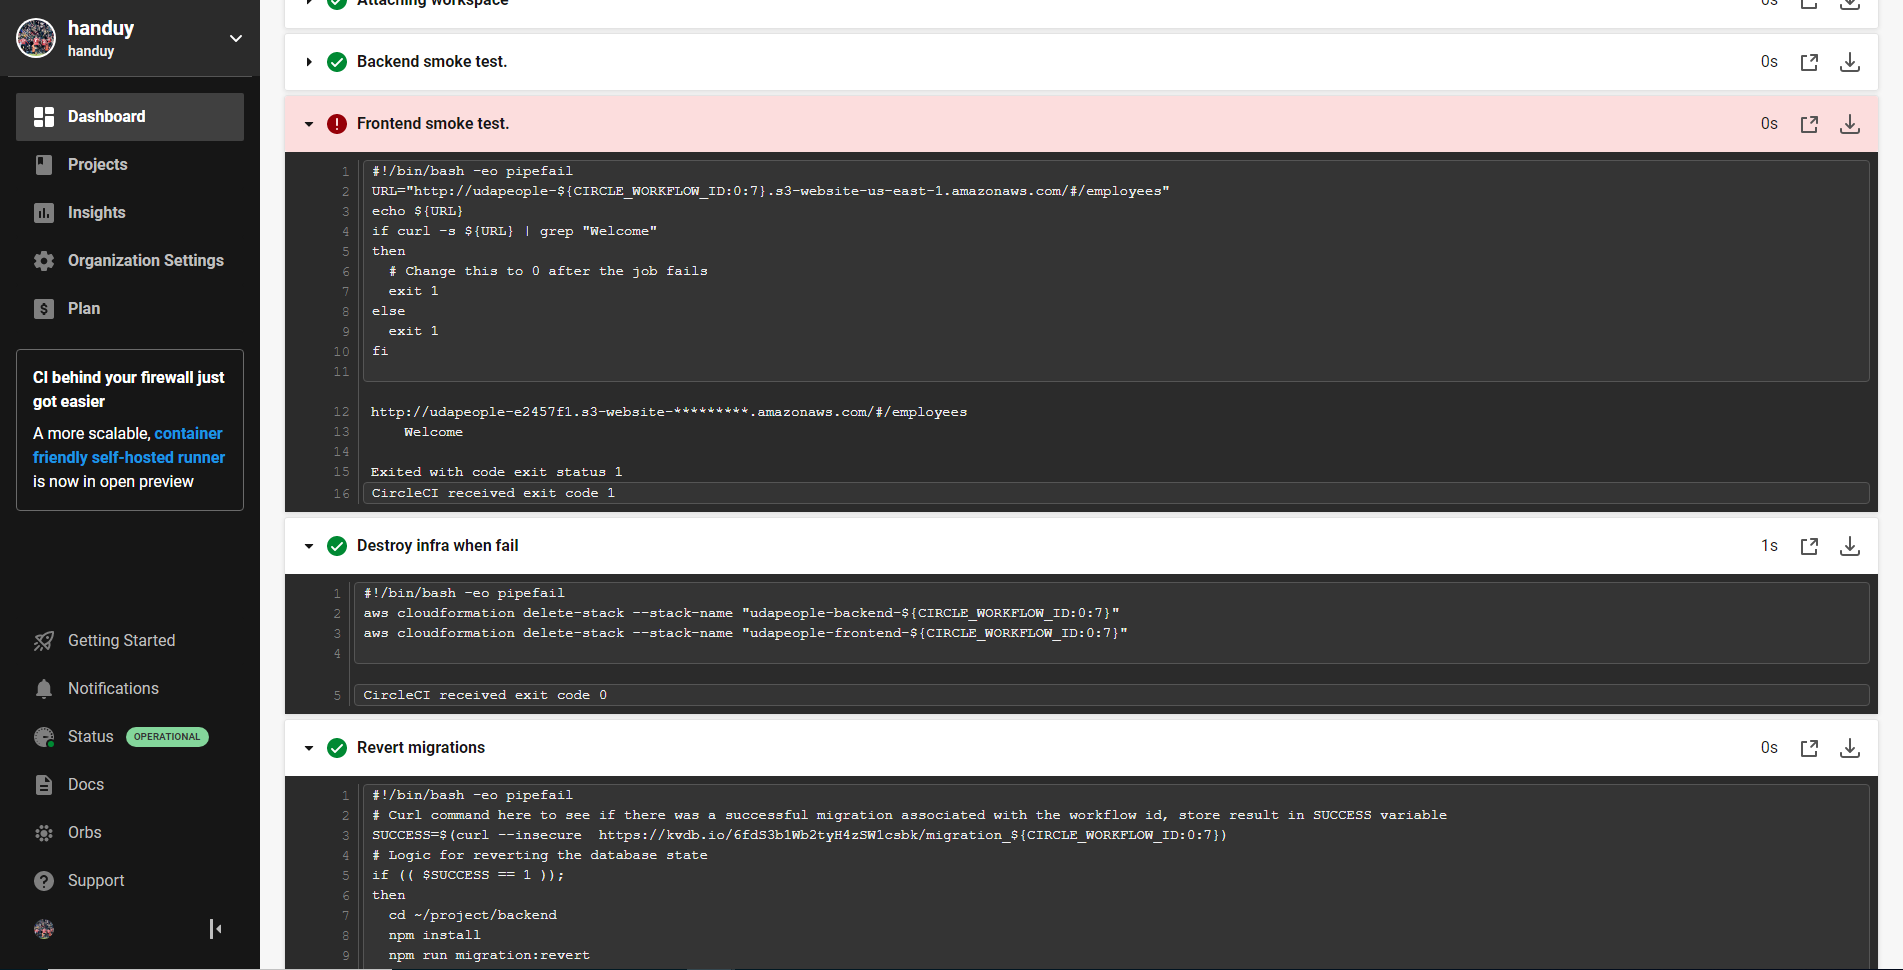 handuy
handuy
Dashboard
Projects
Insights
Organization Settings
Plan
CI behind your firewall just
got easier
A more scalable, container
friendly self-hosted runner
is now in open preview
Getting Started
Notifications
Status OPERATIONAL
Docs
Orbs
Support
Attaching workspace 0s
Backend smoke test. 0s
Frontend smoke test. 0s
1 #!/bin/bash -eo pipefail
2 URL="http://udapeople-${CIRCLE_WORKFLOW_ID:0:7}.s3-website-us-east-1.amazonaws.com/#/employees"
3 echo ${URL}
4 if curl -s ${URL} | grep "Welcome"
5 then
6   # Change this to 0 after the job fails
7   exit 1
8 else
9   exit 1
10 fi
11
12 http://udapeople-e2457f1.s3-website-*********.amazonaws.com/#/employees
13     Welcome
14
15 Exited with code exit status 1
16 CircleCI received exit code 1
Destroy infra when fail 1s
1 #!/bin/bash -eo pipefail
2 aws cloudformation delete-stack --stack-name "udapeople-backend-${CIRCLE_WORKFLOW_ID:0:7}"
3 aws cloudformation delete-stack --stack-name "udapeople-frontend-${CIRCLE_WORKFLOW_ID:0:7}"
4
5 CircleCI received exit code 0
Revert migrations 0s
1 #!/bin/bash -eo pipefail
2 # Curl command here to see if there was a successful migration associated with the workflow id, store result in SUCCESS variable
3 SUCCESS=$(curl --insecure  https://kvdb.io/6fdS3b1Wb2tyH4zSW1csbk/migration_${CIRCLE_WORKFLOW_ID:0:7})
4 # Logic for reverting the database state
5 if (( $SUCCESS == 1 ));
6 then
7   cd ~/project/backend
8   npm install
9   npm run migration:revert